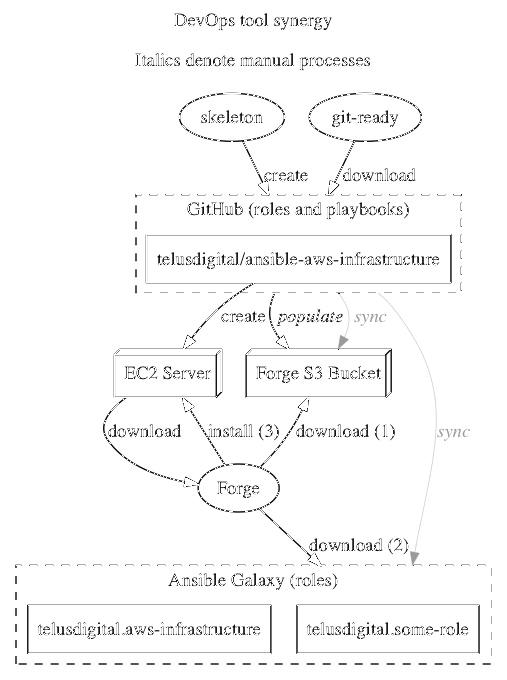 DevOps tool synergy
Italics denote manual processes
skeleton
git-ready
create
download
GitHub (roles and playbooks)
telusdigital/ansible-aws-infrastructure
create
populate
sync
EC2 Server
Forge S3 Bucket
download
install (3)
download (1)
sync
Forge
download (2)
Ansible Galaxy (roles)
telusdigital.aws-infrastructure
telusdigital.some-role